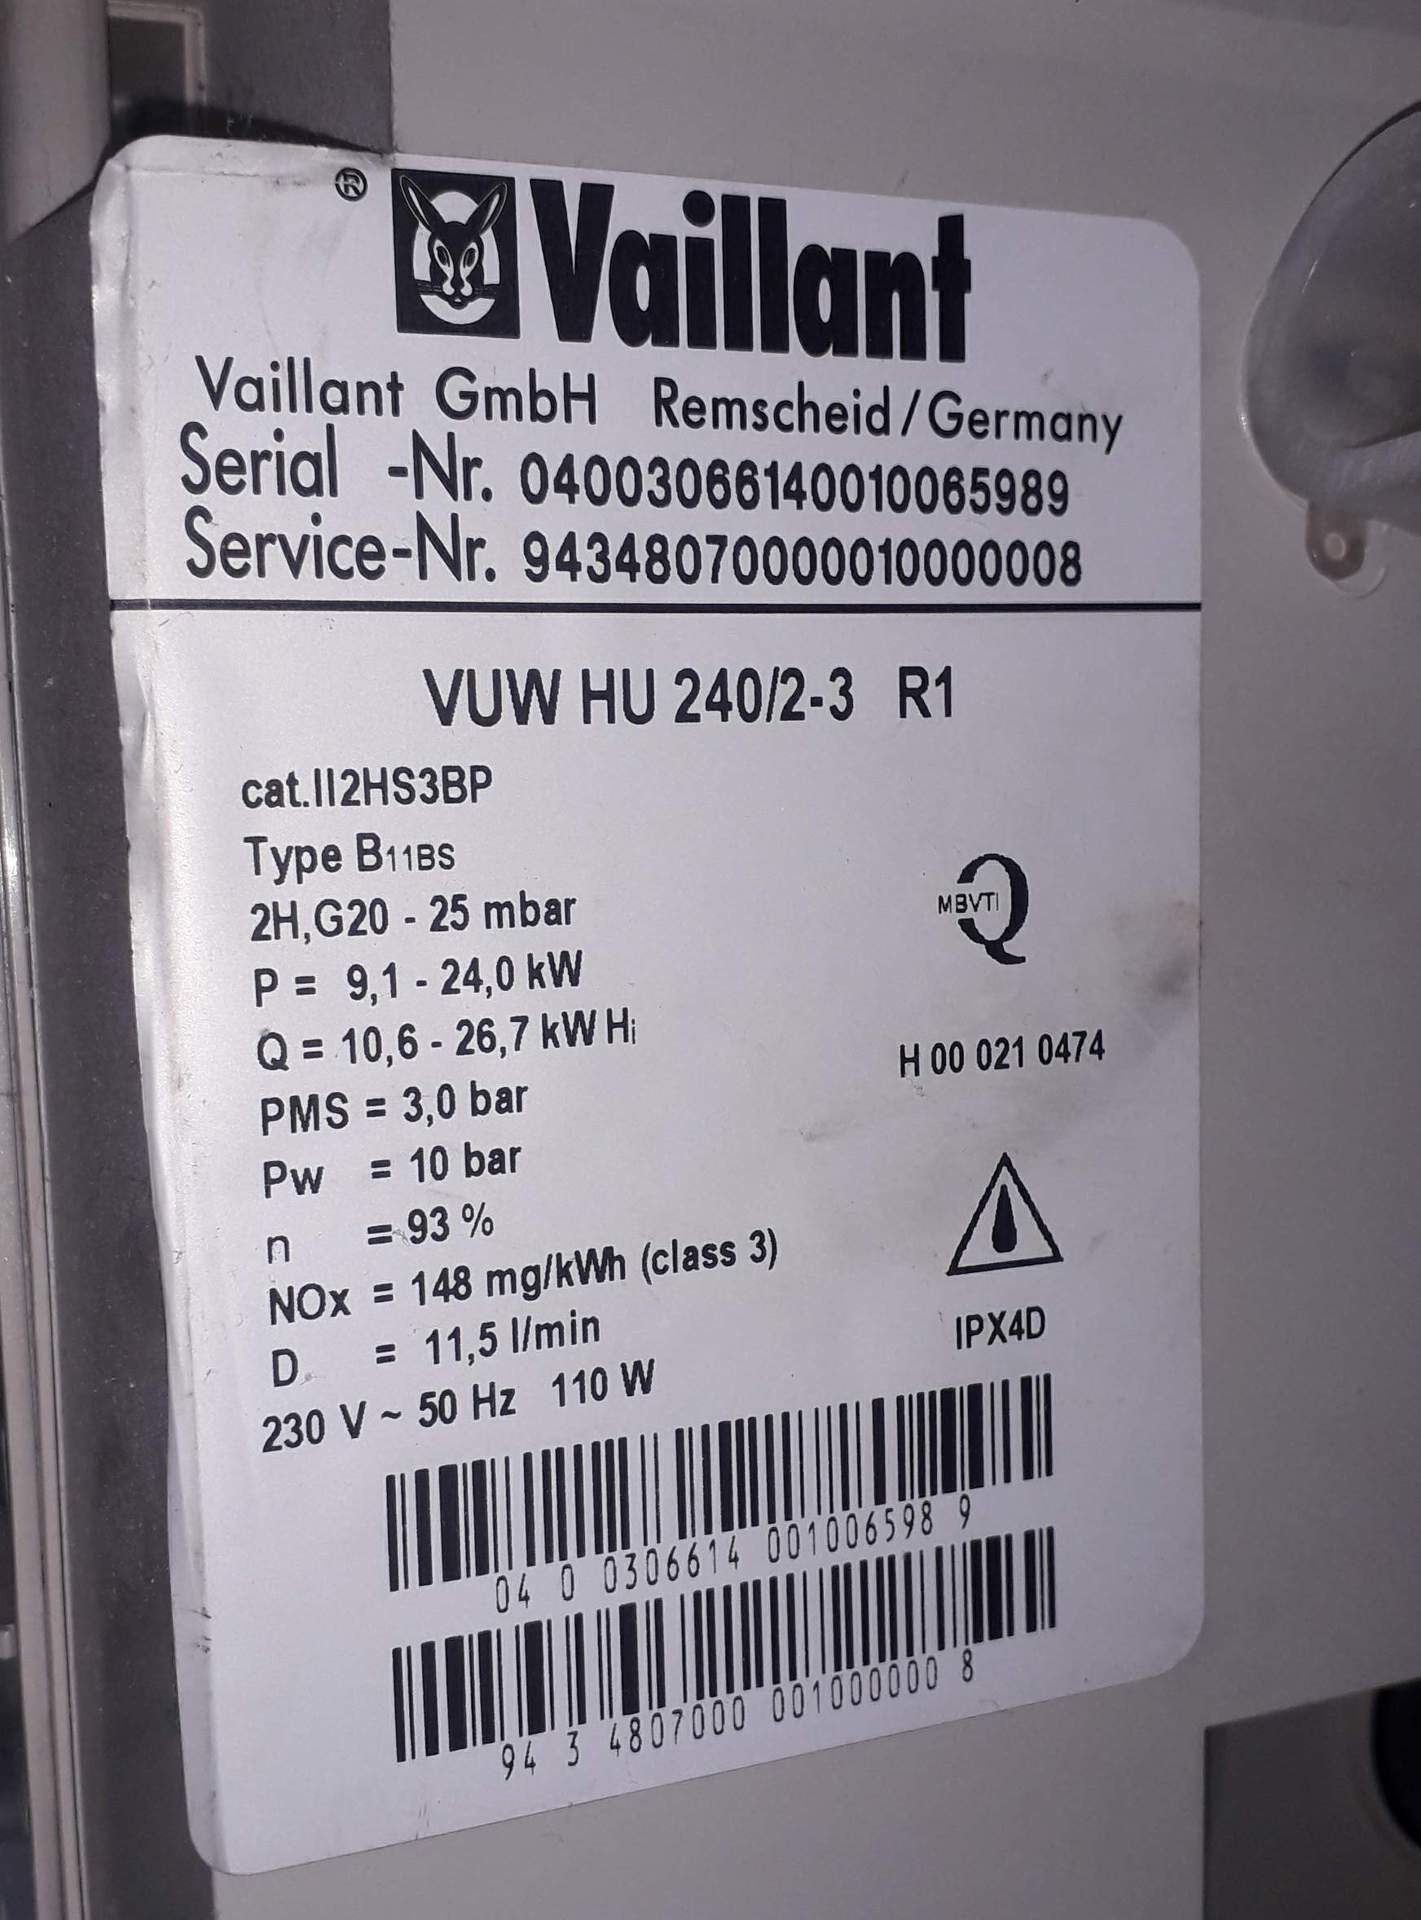 ® Vaillant
Vaillant GmbH Remscheid/Germany
Serial -Nr. 04003066140010065989
Service-Nr. 94348070000010000008
VUW HU 240/2-3 R1
cat.II2HS3BP
Type B11BS
2H,G20 - 25 mbar
P = 9,1 - 24,0 kW
Q = 10,6 - 26,7 kW Hi
PMS = 3,0 bar
Pw = 10 bar
n = 93 %
NOx = 148 mg/kWh (class 3)
D = 11,5 l/min
230 V ~ 50 Hz 110 W
MBVTI Q
H 00 021 0474
IPX4D
04 0 0306614 001006598 9
94 3 4807000 001000000 8